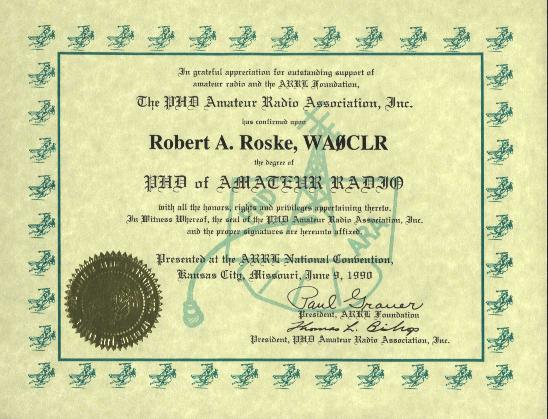 In grateful appreciation for outstanding support of
amateur radio and the ARRL Foundation,
The PHD Amateur Radio Association, Inc.
has confirmed upon
Robert A. Roske, WAØCLR
the degree of
PHD of AMATEUR RADIO
with all the honors, rights and privileges appertaining thereto.
In Witness Whereof, the seal of the PHD Amateur Radio Association, Inc.
and the proper signatures are hereunto affixed.
Presented at the ARRL National Convention,
Kansas City, Missouri, June 9, 1990
Paul Grauer
President, ARRL Foundation
Thomas L. Bishop
President, PHD Amateur Radio Association, Inc.
PHD
ARA